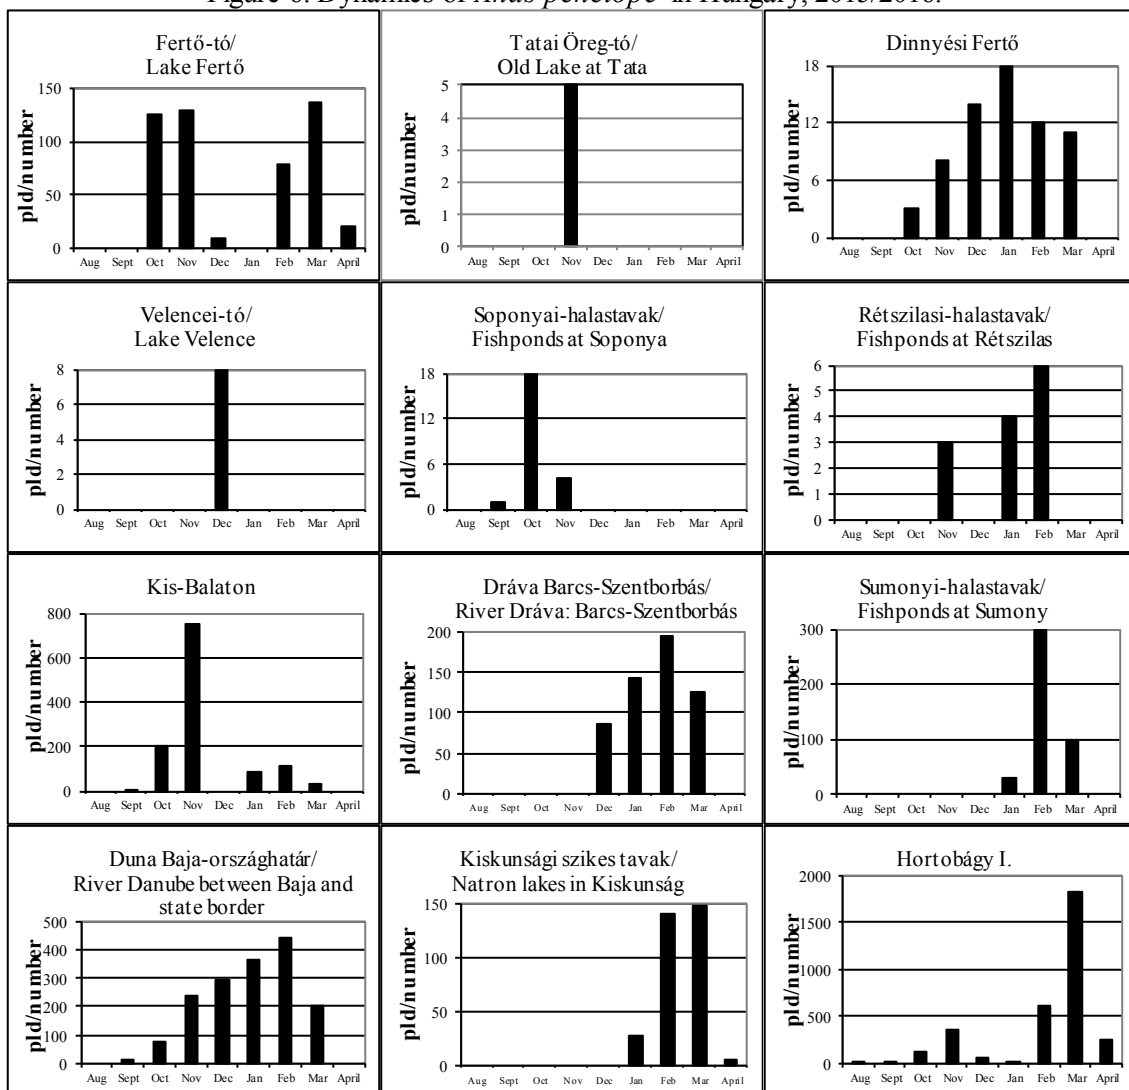 Figure 6. Dynamics of Anas penelope in Hungary, 2015/2016.
Fertő-tó/
Lake Fertő
pld/number
150
100
50
0
Aug Sept Oct Nov Dec Jan Feb Mar April
Tatai Öreg-tó/
Old Lake at Tata
pld/number
5
4
3
2
1
0
Aug Sept Oct Nov Dec Jan Feb Mar April
Dinnyési Fertő
pld/number
18
12
6
0
Aug Sept Oct Nov Dec Jan Feb Mar April
Velencei-tó/
Lake Velence
pld/number
8
6
4
2
0
Aug Sept Oct Nov Dec Jan Feb Mar April
Soponyai-halastavak/
Fishponds at Soponya
pld/number
18
12
6
0
Aug Sept Oct Nov Dec Jan Feb Mar April
Rétszilasi-halastavak/
Fishponds at Rétszilas
pld/number
6
5
4
3
2
1
0
Aug Sept Oct Nov Dec Jan Feb Mar April
Kis-Balaton
pld/number
800
600
400
200
0
Aug Sept Oct Nov Dec Jan Feb Mar April
Dráva Barcs-Szentborbás/
River Dráva: Barcs-Szentborbás
pld/number
200
150
100
50
0
Aug Sept Oct Nov Dec Jan Feb Mar April
Sumonyi-halastavak/
Fishponds at Sumony
pld/number
300
200
100
0
Aug Sept Oct Nov Dec Jan Feb Mar April
Duna Baja-országhatár/
River Danube between Baja and
state border
pld/number
500
400
300
200
100
0
Aug Sept Oct Nov Dec Jan Feb Mar April
Kiskunsági szikes tavak/
Natron lakes in Kiskunság
pld/number
150
100
50
0
Aug Sept Oct Nov Dec Jan Feb Mar April
Hortobágy I.
pld/number
2000
1500
1000
500
0
Aug Sept Oct Nov Dec Jan Feb Mar April